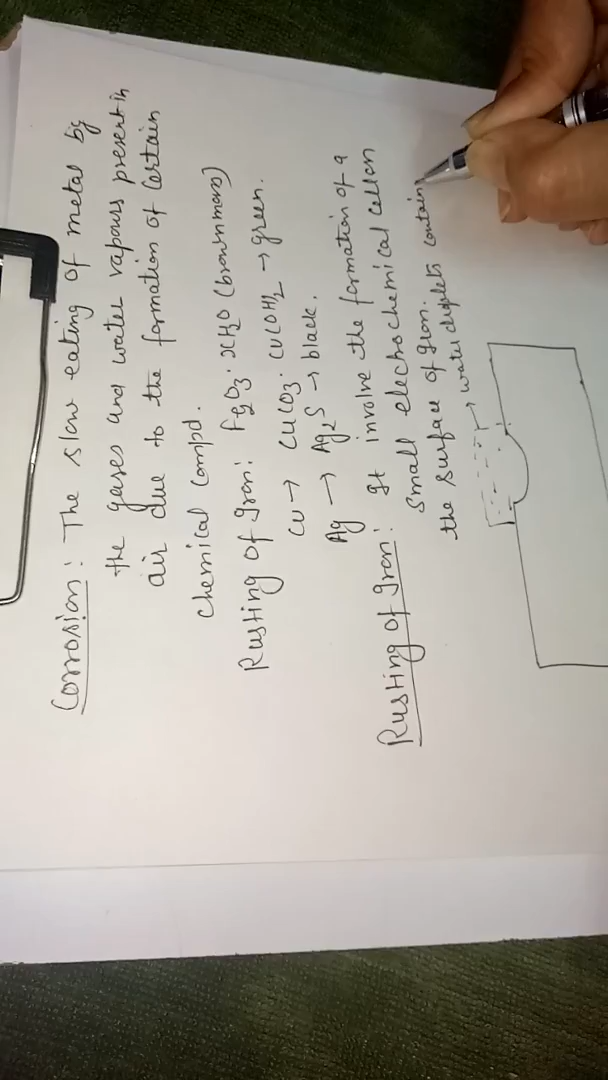 Corrosion: The slow eating of metal by
the gases and water vapours present in
air due to the formation of certain
chemical compd.
Rusting of Iron: Fe2O3.xH2O (brown mass)
Cu → CuCO3.Cu(OH)2 → green.
Ag → Ag2S → black.
Rusting of Iron: It involve the formation of a
small electrochemical cell on
the surface of Iron.
→ water droplets contain